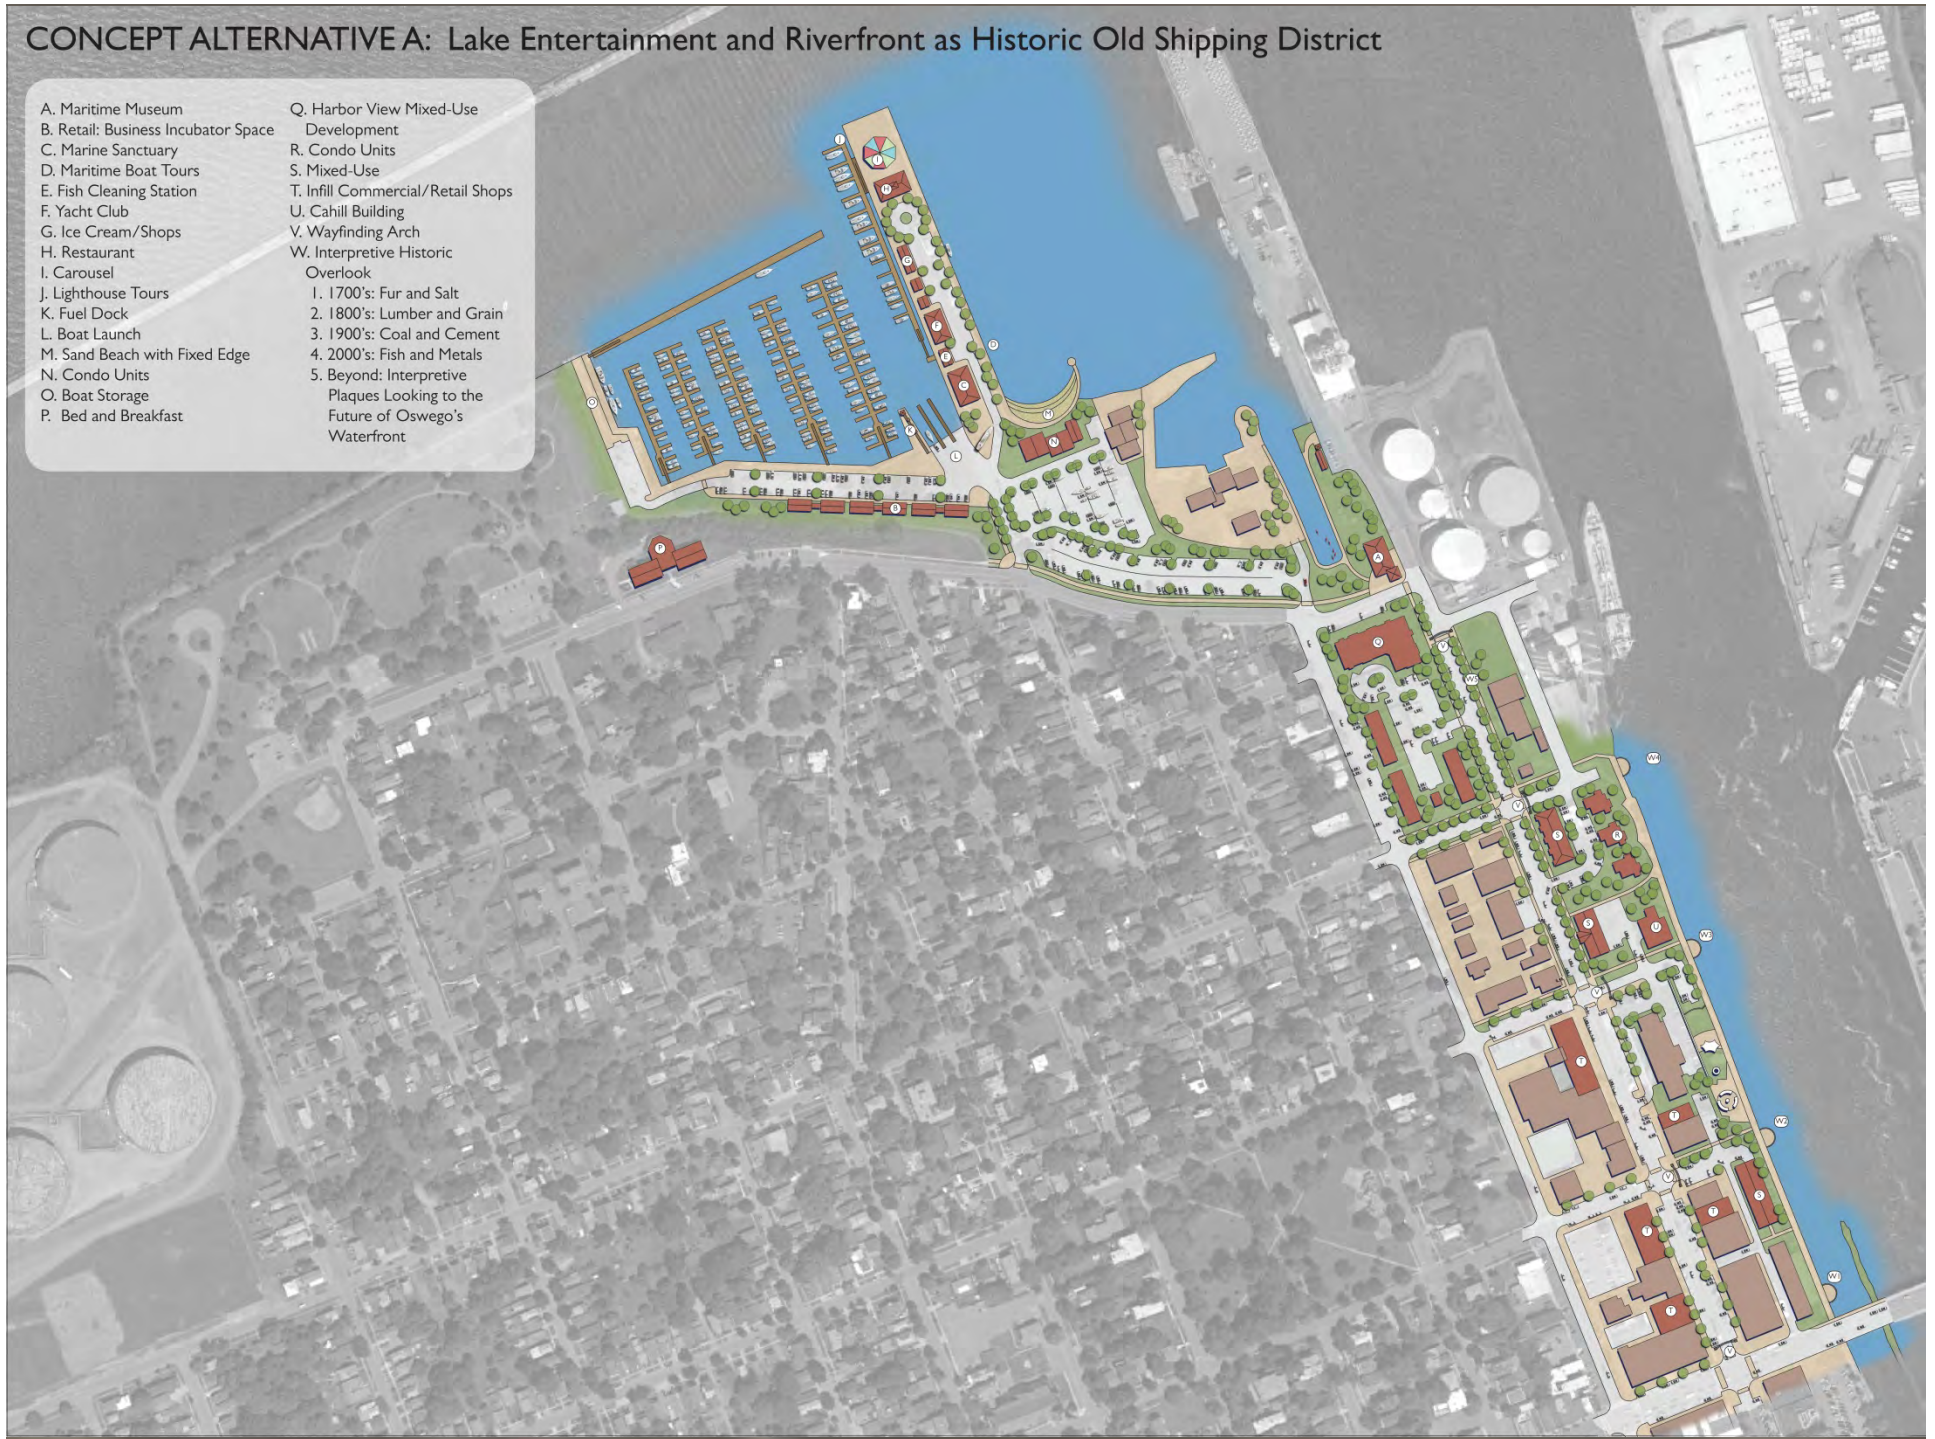 CONCEPT ALTERNATIVE A: Lake Entertainment and Riverfront as Historic Old Shipping District
A. Maritime Museum
B. Retail: Business Incubator Space
C. Marine Sanctuary
D. Maritime Boat Tours
E. Fish Cleaning Station
F. Yacht Club
G. Ice Cream/Shops
H. Restaurant
I. Carousel
J. Lighthouse Tours
K. Fuel Dock
L. Boat Launch
M. Sand Beach with Fixed Edge
N. Condo Units
O. Boat Storage
P. Bed and Breakfast
Q. Harbor View Mixed-Use
Development
R. Condo Units
S. Mixed-Use
T. Infill Commercial/Retail Shops
U. Cahill Building
V. Wayfinding Arch
W. Interpretive Historic
Overlook
1. 1700's: Fur and Salt
2. 1800's: Lumber and Grain
3. 1900's: Coal and Cement
4. 2000's: Fish and Metals
5. Beyond: Interpretive
Plaques Looking to the
Future of Oswego's
Waterfront
J
I
H
G
F
D
E
C
O
M
K
N
L
B
P
A
Q
V
W5
W4
V
S
R
S
U
W3
V
T
T
W2
V
S
T
T
W1
T
V